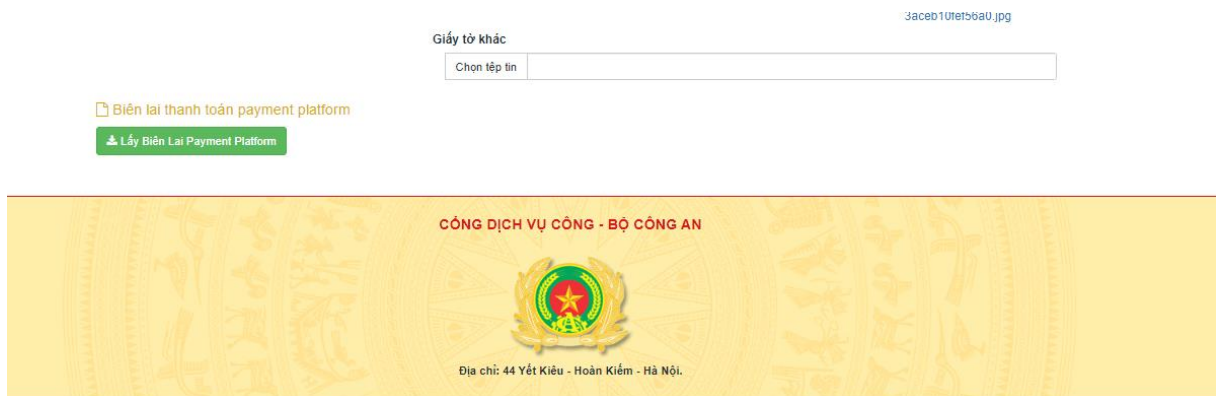 3aceb10fef56a0.jpg
Giấy tờ khác
Chọn tệp tin
Biên lai thanh toán payment platform
Lấy Biên Lai Payment Platform
CỔNG DỊCH VỤ CÔNG - BỘ CÔNG AN
Địa chỉ: 44 Yết Kiêu - Hoàn Kiếm - Hà Nội.